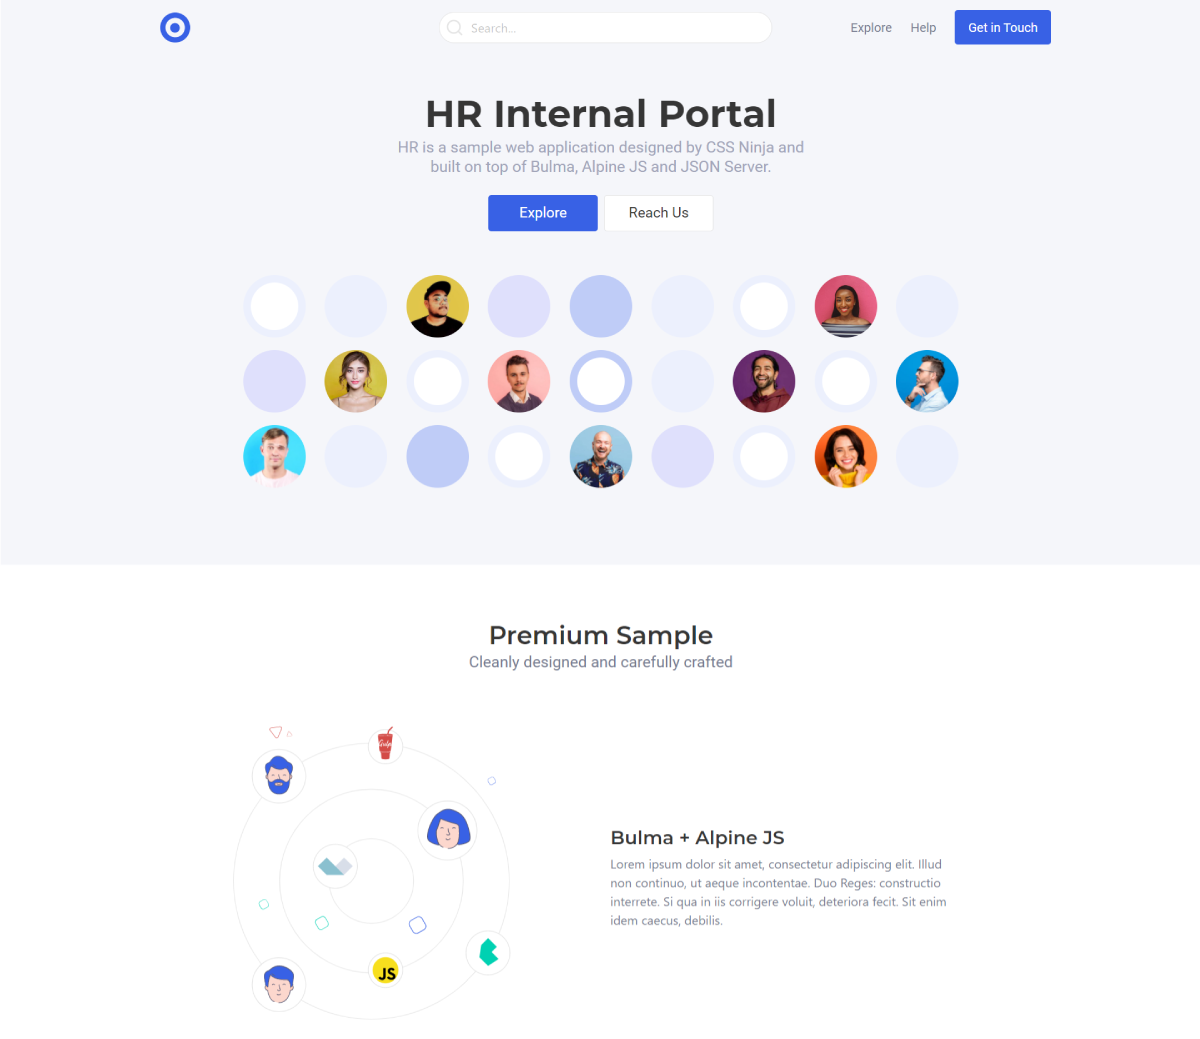 Search...
Explore
Help
Get in Touch
HR Internal Portal
HR is a sample web application designed by CSS Ninja and
built on top of Bulma, Alpine JS and JSON Server.
Explore
Reach Us
Premium Sample
Cleanly designed and carefully crafted
Gulp
JS
Bulma + Alpine JS
Lorem ipsum dolor sit amet, consectetur adipiscing elit. Illud
non continuo, ut aeque incontentae. Duo Reges: constructio
interrete. Si qua in iis corrigere voluit, deteriora fecit. Sit enim
idem caecus, debilis.